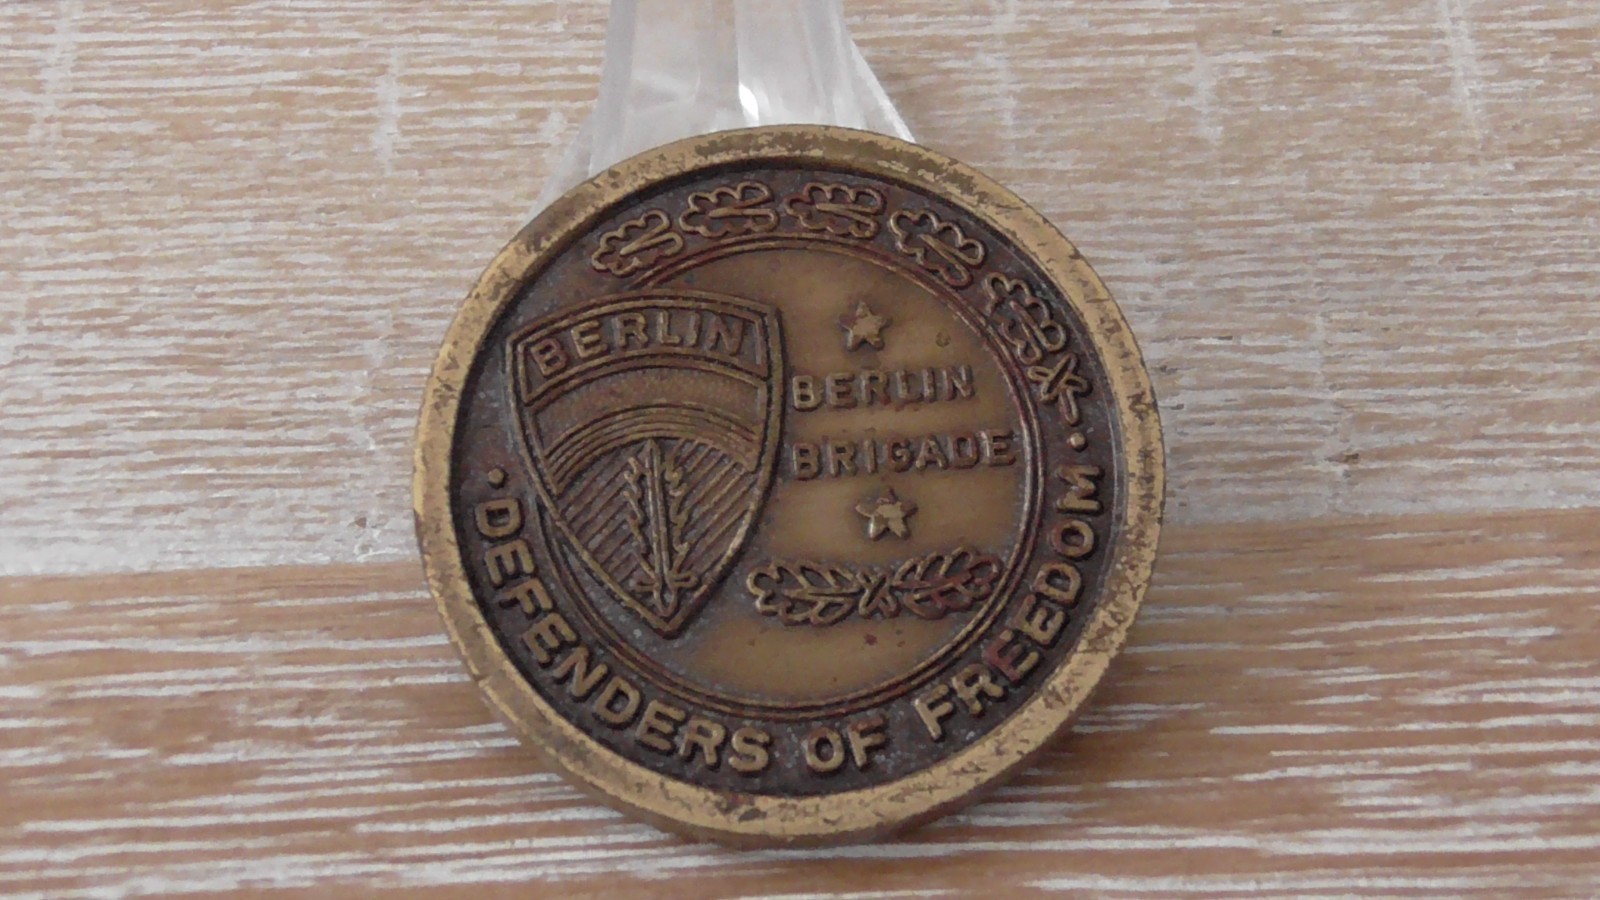 BERLIN
BERLIN
BRIGADE
• DEFENDERS OF FREEDOM •